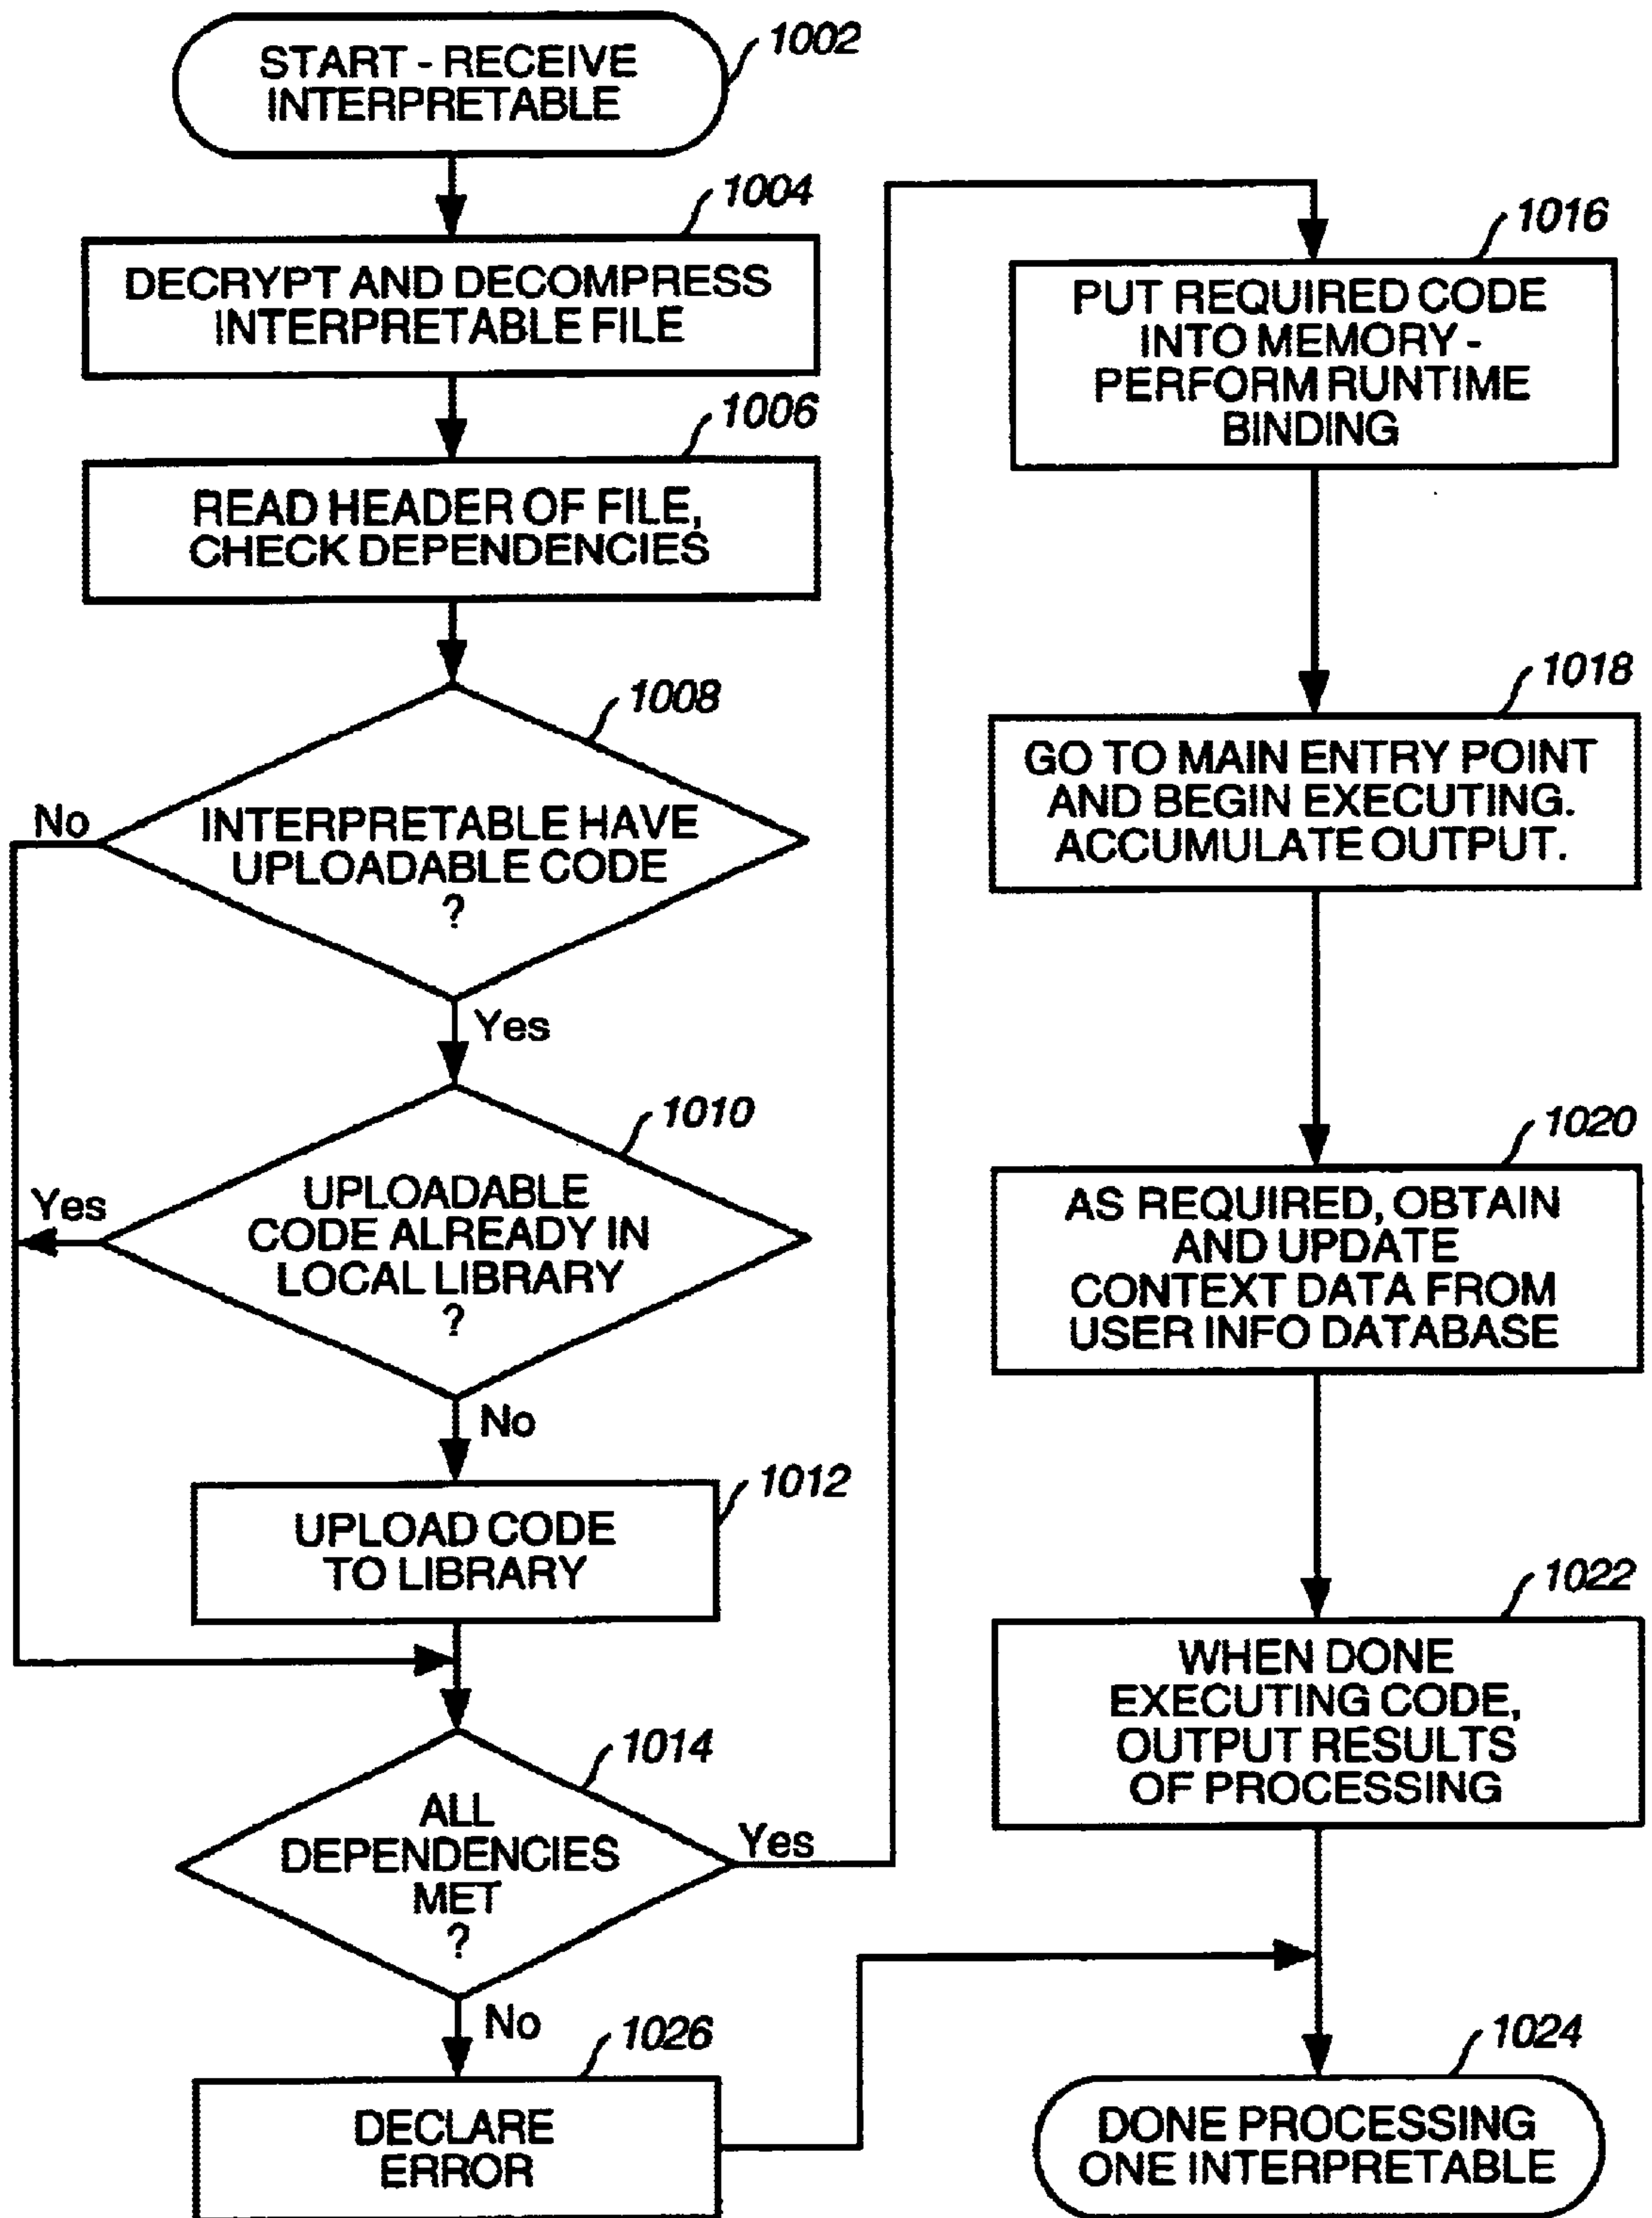 START - RECEIVE
INTERPRETABLE
1002
1004
DECRYPT AND DECOMPRESS
INTERPRETABLE FILE
1006
READ HEADER OF FILE,
CHECK DEPENDENCIES
1008
No
INTERPRETABLE HAVE
UPLOADABLE CODE
?
Yes
1010
Yes
UPLOADABLE
CODE ALREADY IN
LOCAL LIBRARY
?
No
1012
UPLOAD CODE
TO LIBRARY
1014
ALL
DEPENDENCIES
MET
?
Yes
No
1026
DECLARE
ERROR
1016
PUT REQUIRED CODE
INTO MEMORY -
PERFORM RUNTIME
BINDING
1018
GO TO MAIN ENTRY POINT
AND BEGIN EXECUTING.
ACCUMULATE OUTPUT.
1020
AS REQUIRED, OBTAIN
AND UPDATE
CONTEXT DATA FROM
USER INFO DATABASE
1022
WHEN DONE
EXECUTING CODE,
OUTPUT RESULTS
OF PROCESSING
1024
DONE PROCESSING
ONE INTERPRETABLE